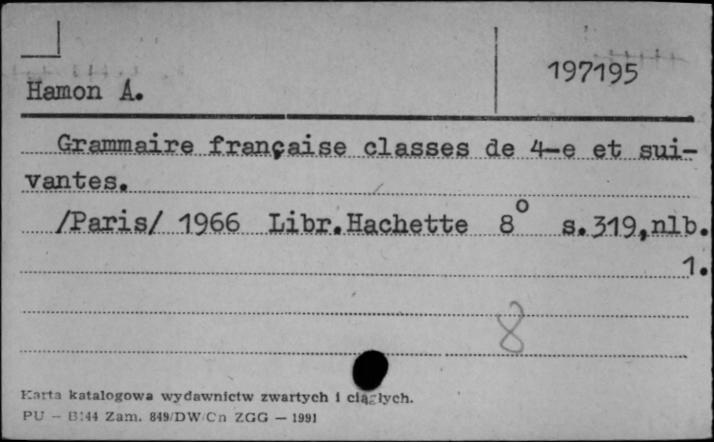 197195
Hamon A.
Grammaire française classes de 4-e et sui-
vantes.
/Paris/ 1966 Libr.Hachette 8° s.319,nlb.
1.
8
Karta katalogowa wydawnictw zwartych i ciągłych.
PU - B144 Zam. 849/DW/Cn ZGG - 1991